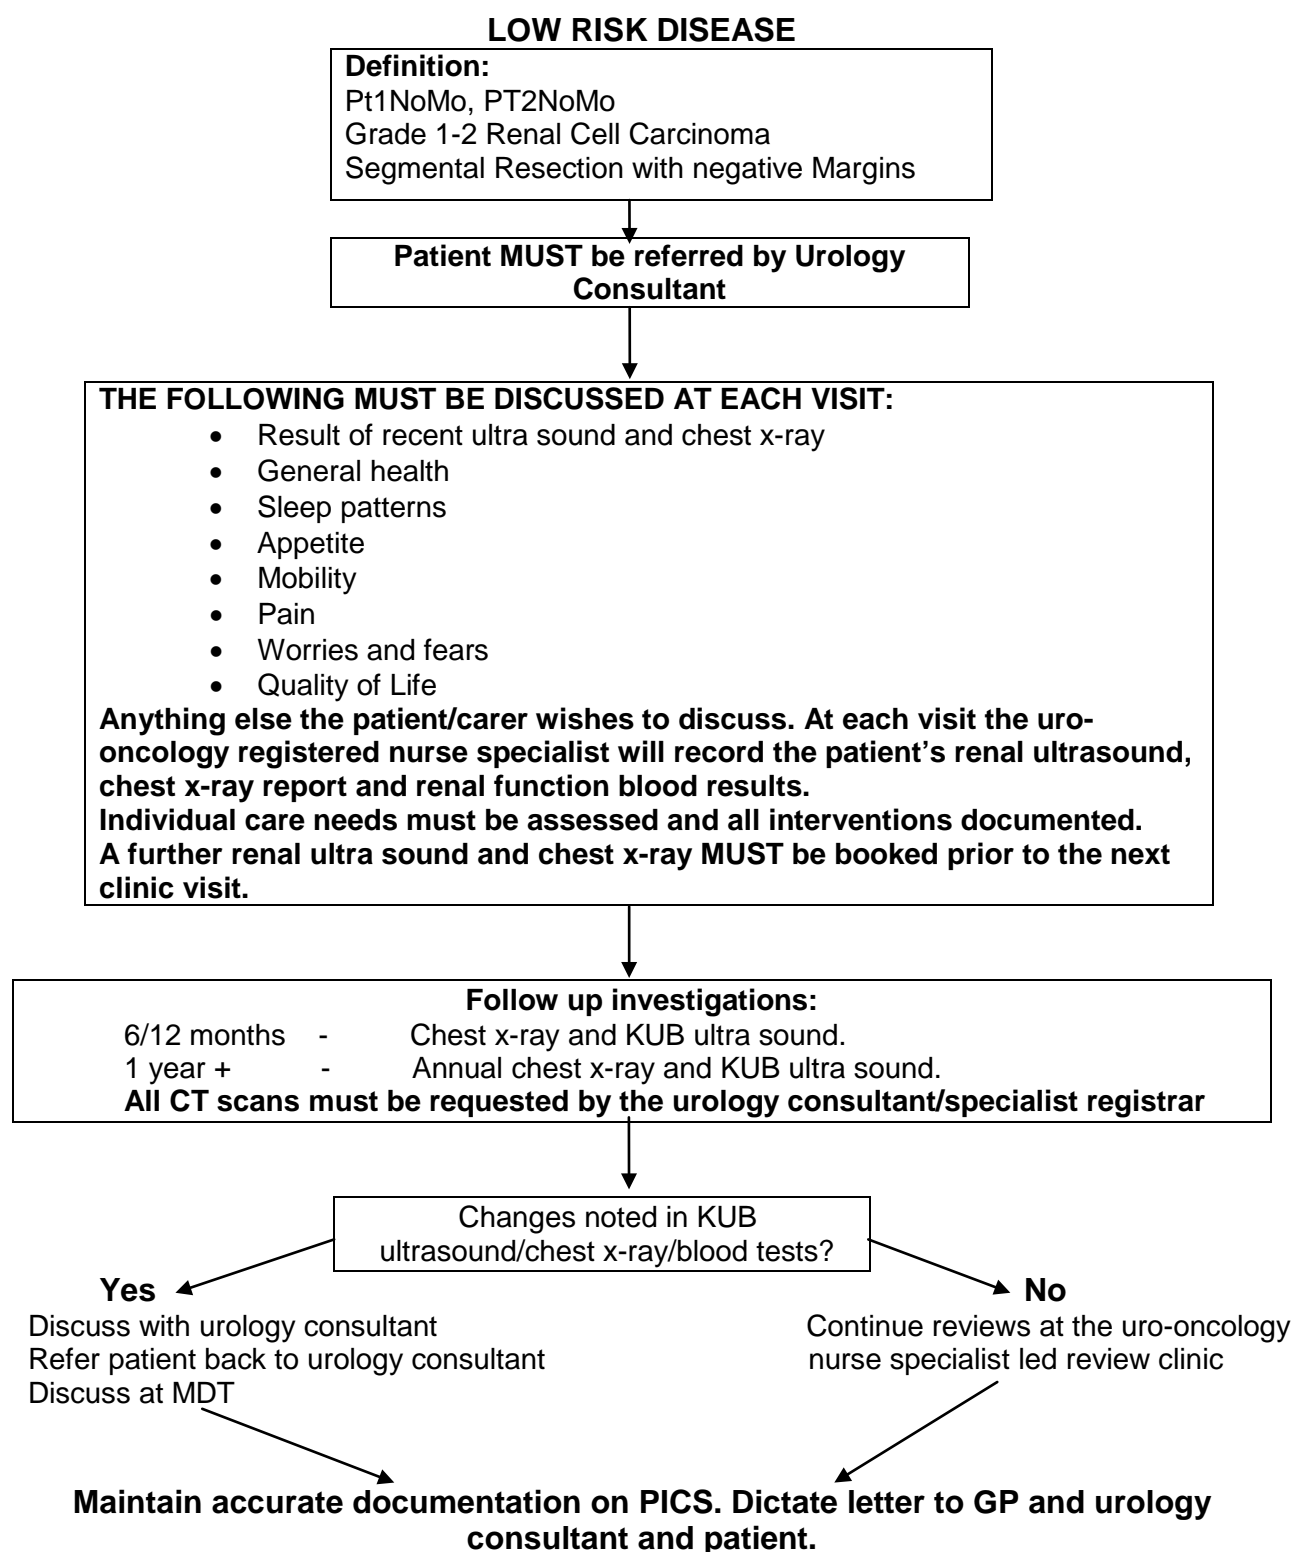 LOW RISK DISEASE
Definition:
Pt1NoMo, PT2NoMo
Grade 1-2 Renal Cell Carcinoma
Segmental Resection with negative Margins
Patient MUST be referred by Urology
Consultant
THE FOLLOWING MUST BE DISCUSSED AT EACH VISIT:
• Result of recent ultra sound and chest x-ray
• General health
• Sleep patterns
• Appetite
• Mobility
• Pain
• Worries and fears
• Quality of Life
Anything else the patient/carer wishes to discuss. At each visit the uro-
oncology registered nurse specialist will record the patient's renal ultrasound,
chest x-ray report and renal function blood results.
Individual care needs must be assessed and all interventions documented.
A further renal ultra sound and chest x-ray MUST be booked prior to the next
clinic visit.
Follow up investigations:
6/12 months - Chest x-ray and KUB ultra sound.
1 year + - Annual chest x-ray and KUB ultra sound.
All CT scans must be requested by the urology consultant/specialist registrar
Changes noted in KUB
ultrasound/chest x-ray/blood tests?
Yes
Discuss with urology consultant
Refer patient back to urology consultant
Discuss at MDT
No
Continue reviews at the uro-oncology
nurse specialist led review clinic
Maintain accurate documentation on PICS. Dictate letter to GP and urology
consultant and patient.